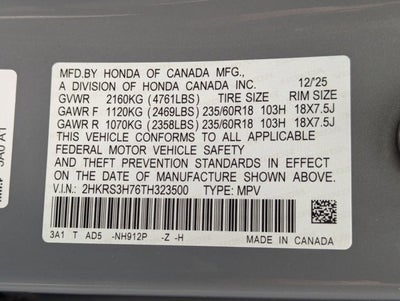 MFD.BY HONDA OF CANADA MFG.,
A DIVISION OF HONDA CANADA INC. 12/'25
GVWR 2160KG (4761LBS) TIRE SIZE RIM SIZE
GAWR F 1120KG (2469LBS) 235/60R18 103H 18X7.5J
GAWR R 1070KG (2358LBS) 235/60R18 103H 18X7.5J
THIS VEHICLE CONFORMS TO ALL APPLICABLE
FEDERAL MOTOR VEHICLE SAFETY
AND THEFT PREVENTION STANDARDS IN EFFECT
ON THE DATE OF MANUFACTURE SHOWN ABOVE.
V.I.N.: 2HKRS3H76TH323500 TYPE: MPV
3A1 T AD5 -NH912P -Z -H
MADE IN CANADA